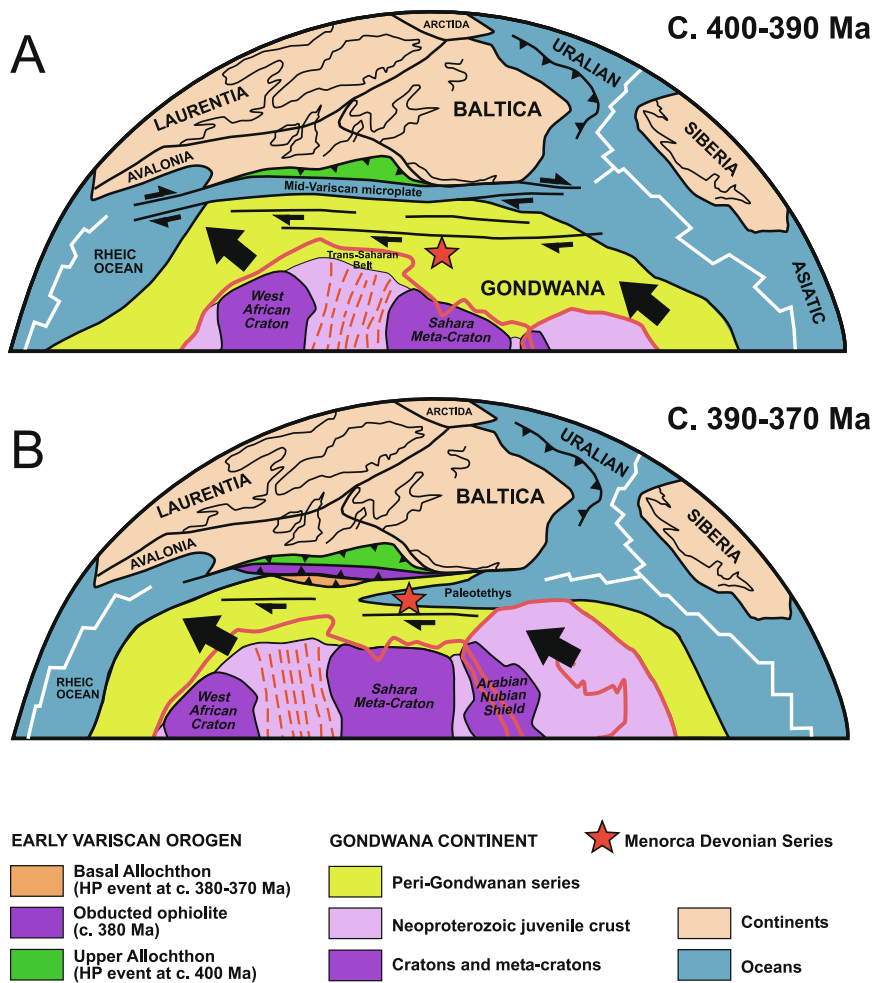 A
C. 400-390 Ma
ARCTIDA
URALIAN
LAURENTIA
BALTICA
SIBERIA
AVALONIA
Mid-Variscan microplate
RHEIC
OCEAN
Trans-Saharan
Belt
GONDWANA
ASIATIC
West
African
Craton
Sahara
Meta-Craton
B
C. 390-370 Ma
ARCTIDA
URALIAN
LAURENTIA
BALTICA
SIBERIA
AVALONIA
Paleotethys
RHEIC
OCEAN
West
African
Craton
Sahara
Meta-Craton
Arabian
Nubian
Shield
EARLY VARISCAN OROGEN
Basal Allochthon
(HP event at c. 380-370 Ma)
Obducted ophiolite
(c. 380 Ma)
Upper Allochthon
(HP event at c. 400 Ma)
GONDWANA CONTINENT
Peri-Gondwanan series
Neoproterozoic juvenile crust
Cratons and meta-cratons
Menorca Devonian Series
Continents
Oceans